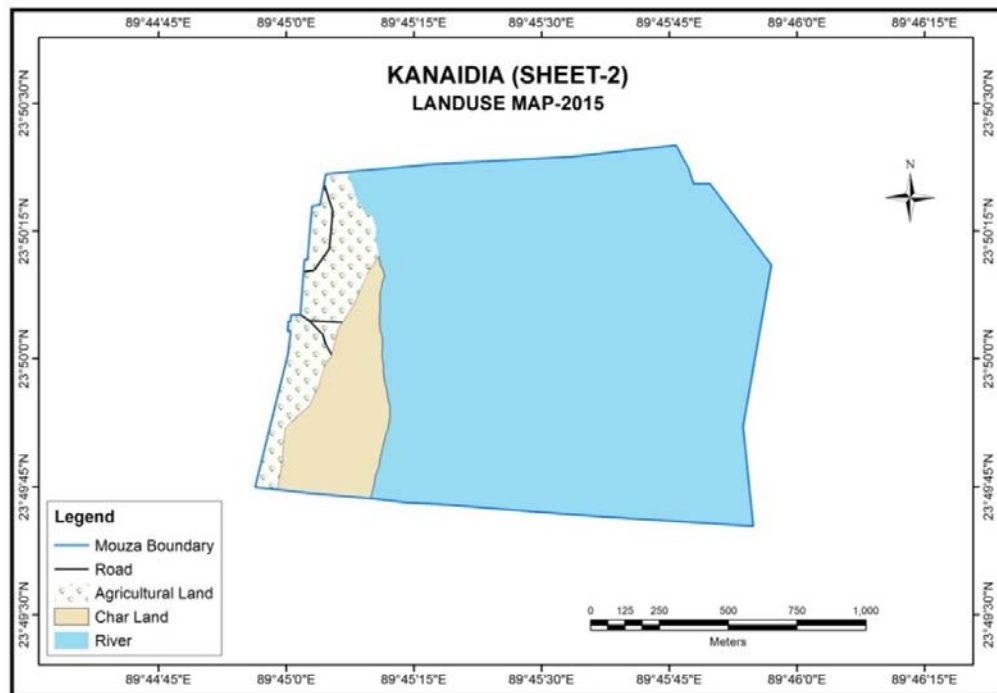 89°44'45"E 89°45'0"E 89°45'15"E 89°45'30"E 89°45'45"E 89°46'0"E 89°46'15"E
KANAIDIA (SHEET-2)
LANDUSE MAP-2015
N
23°50'30"N 23°50'30"N
23°50'15"N 23°50'15"N
23°50'0"N 23°50'0"N
23°49'45"N 23°49'45"N
23°49'30"N 23°49'30"N
Legend
Mouza Boundary
Road
Agricultural Land
Char Land
River
0 125 250 500 750 1,000
Meters
89°44'45"E 89°45'0"E 89°45'15"E 89°45'30"E 89°45'45"E 89°46'0"E 89°46'15"E